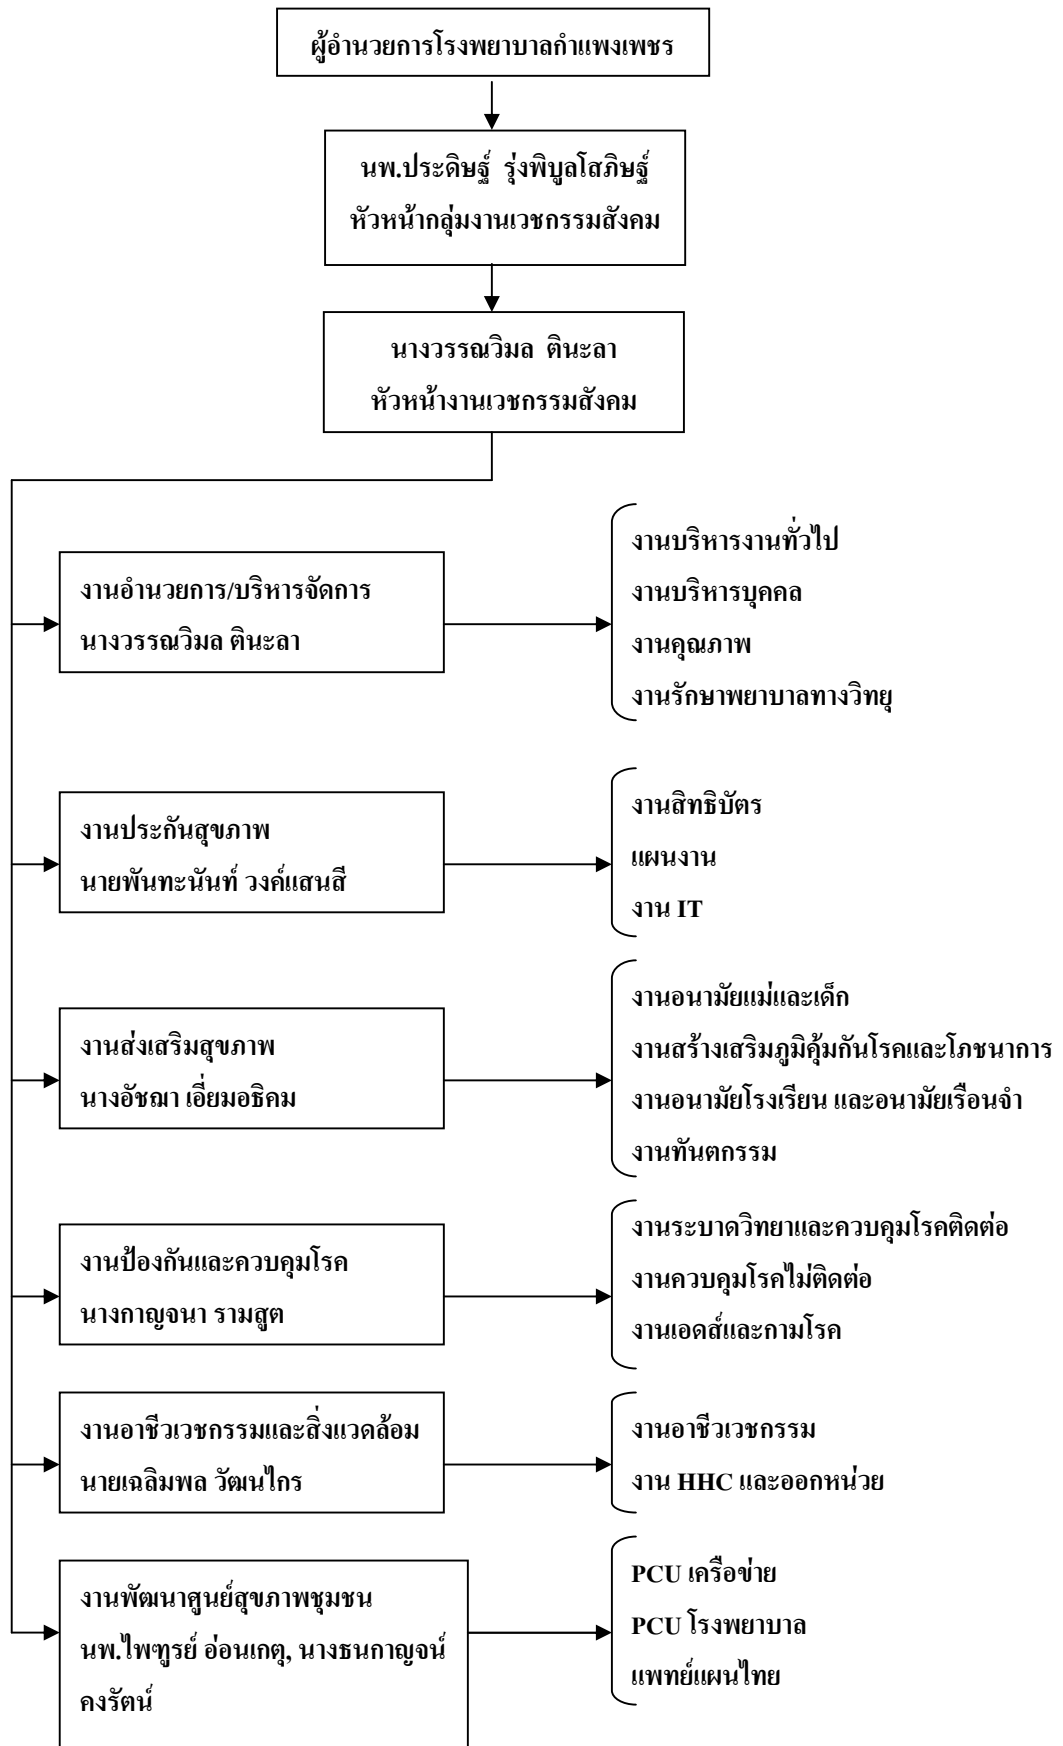 ผู้อำนวยการโรงพยาบาลกำแพงเพชร
นพ.ประดิษฐ์ รุ่งพิบูลโสภิษฐ์
หัวหน้ากลุ่มงานเวชกรรมสังคม
นางวรรณวิมล ตินะลา
หัวหน้างานเวชกรรมสังคม
งานอำนวยการ/บริหารจัดการ
นางวรรณวิมล ตินะลา
งานบริหารงานทั่วไป
งานบริหารบุคคล
งานคุณภาพ
งานรักษาพยาบาลทางวิทยุ
งานประกันสุขภาพ
นายพันทะนันท์ วงค์แสนสี
งานสิทธิบัตร
แผนงาน
งาน IT
งานส่งเสริมสุขภาพ
นางอัชฌา เอี่ยมอธิคม
งานอนามัยแม่และเด็ก
งานสร้างเสริมภูมิคุ้มกันโรคและโภชนาการ
งานอนามัยโรงเรียน และอนามัยเรือนจำ
งานทันตกรรม
งานป้องกันและควบคุมโรค
นางกาญจนา รามสูต
งานระบาดวิทยาและควบคุมโรคติดต่อ
งานควบคุมโรคไม่ติดต่อ
งานเอดส์และกามโรค
งานอาชีวเวชกรรมและสิ่งแวดล้อม
นายเฉลิมพล วัฒนไกร
งานอาชีวเวชกรรม
งาน HHC และออกหน่วย
งานพัฒนาศูนย์สุขภาพชุมชน
นพ.ไพฑูรย์ อ่อนเกตุ, นางธนกาญจน์
คงรัตน์
PCU เครือข่าย
PCU โรงพยาบาล
แพทย์แผนไทย